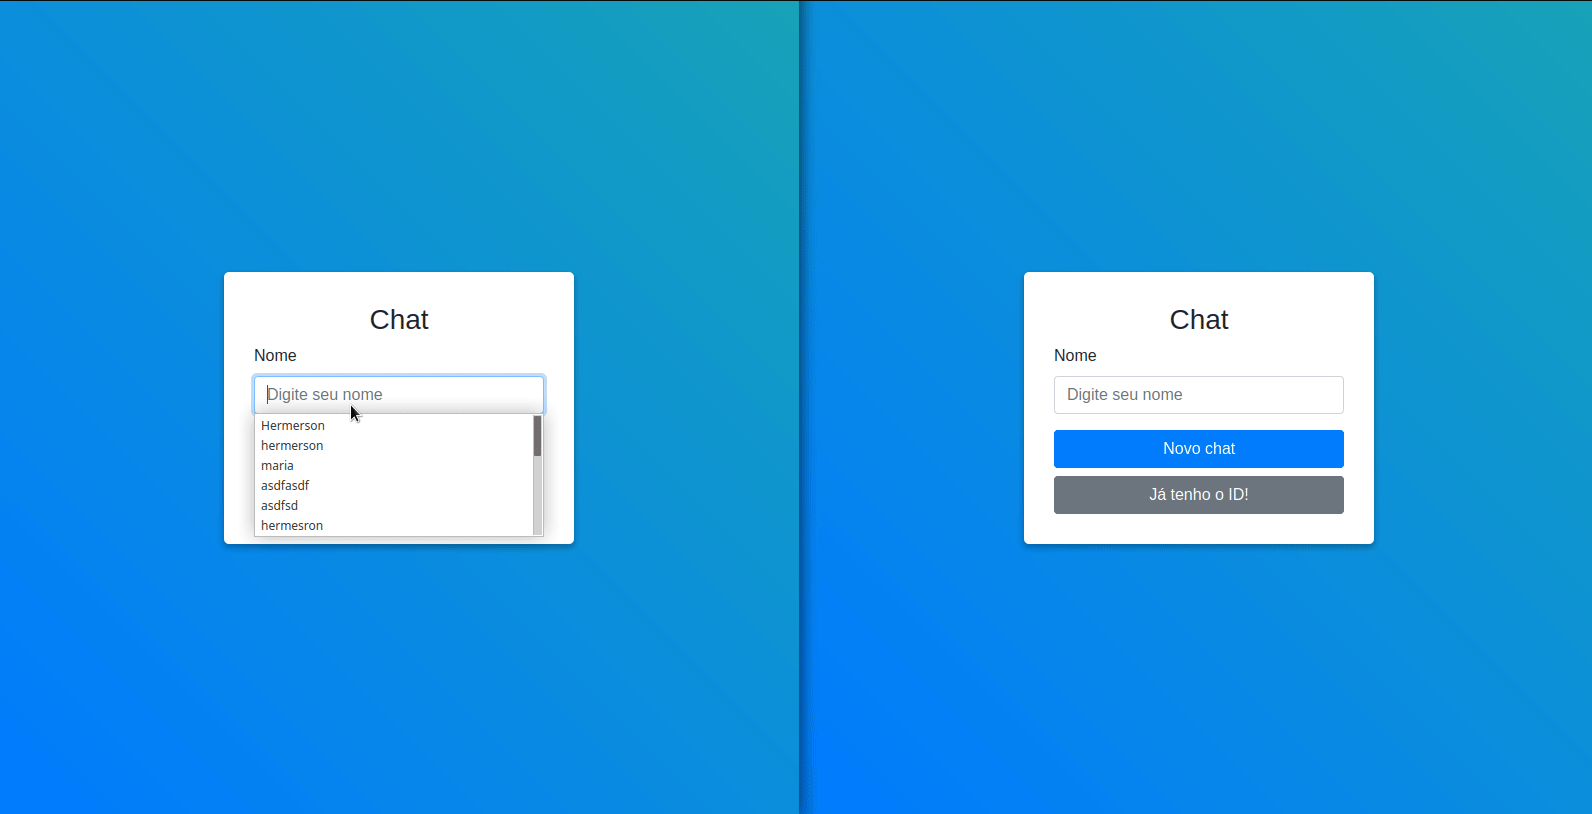 Chat
Nome
Digite seu nome
Hermerson
hermerson
maria
asdfasdf
asdfsd
hermesron
Chat
Nome
Digite seu nome
Novo chat
Já tenho o ID!